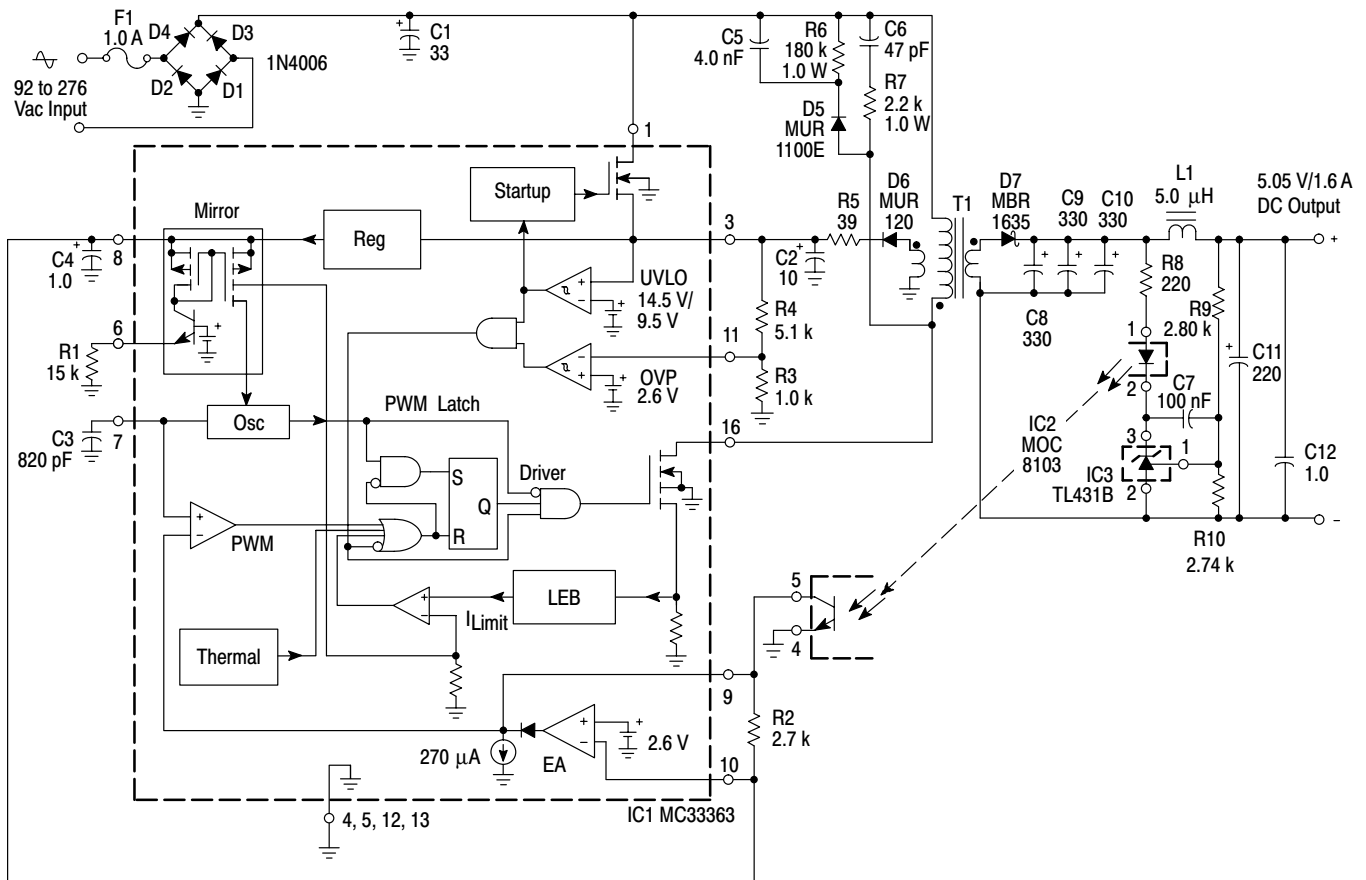 F1
1.0 A
D4
D3
D2
D1
1N4006
92 to 276
Vac Input
+
C1
33
C5
4.0 nF
R6
180 k
1.0 W
C6
47 pF
R7
2.2 k
1.0 W
D5
MUR
1100E
1
Startup
Mirror
Reg
+
C4
1.0
8
6
+
R1
15 k
3
R5
39
D6
MUR
120
T1
D7
MBR
1635
C9
330
C10
330
L1
5.0 μH
5.05 V/1.6 A
DC Output
+
+
C2
10
UVLO
14.5 V/
9.5 V
+
-
+
R4
5.1 k
11
-
+
OVP
2.6 V
+
R3
1.0 k
+
+
+
C8
330
R8
220
R9
2.80 k
1
2
C7
100 nF
+
C11
220
IC2
MOC
8103
3
1
IC3
TL431B
2
C12
1.0
–
R10
2.74 k
Osc
PWM Latch
C3
820 pF
7
16
Driver
S
Q
R
+
–
PWM
LEB
+
–
ILimit
Thermal
5
4
9
R2
2.7 k
270 μA
+
–
EA
+
2.6 V
10
IC1 MC33363
4, 5, 12, 13